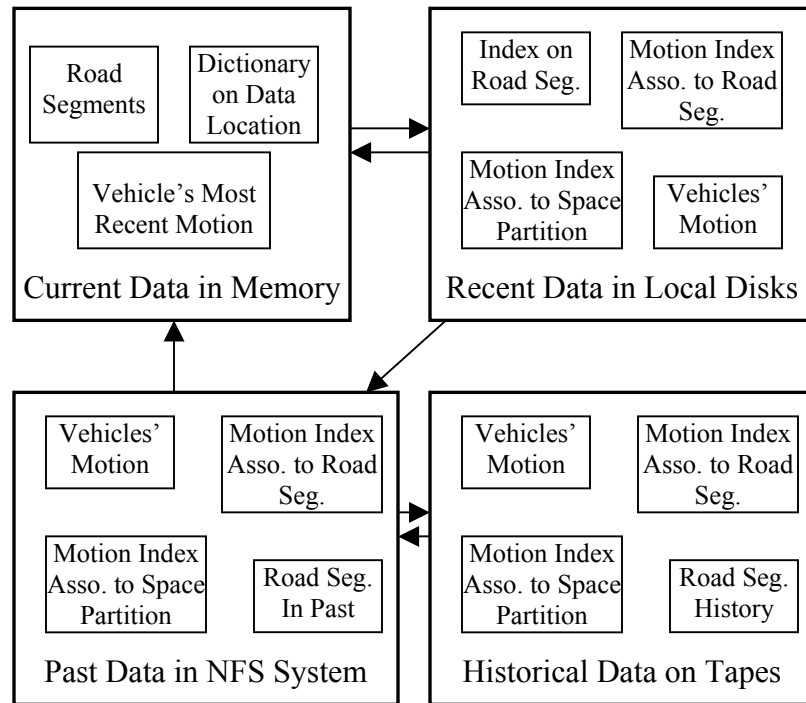 Road
Segments
Dictionary
on Data
Location
Vehicle's Most
Recent Motion
Current Data in Memory
Index on
Road Seg.
Motion Index
Asso. to Road
Seg.
Motion Index
Asso. to Space
Partition
Vehicles'
Motion
Recent Data in Local Disks
Vehicles'
Motion
Motion Index
Asso. to Road
Seg.
Motion Index
Asso. to Space
Partition
Road Seg.
In Past
Past Data in NFS System
Vehicles'
Motion
Motion Index
Asso. to Road
Seg.
Motion Index
Asso. to Space
Partition
Road Seg.
History
Historical Data on Tapes